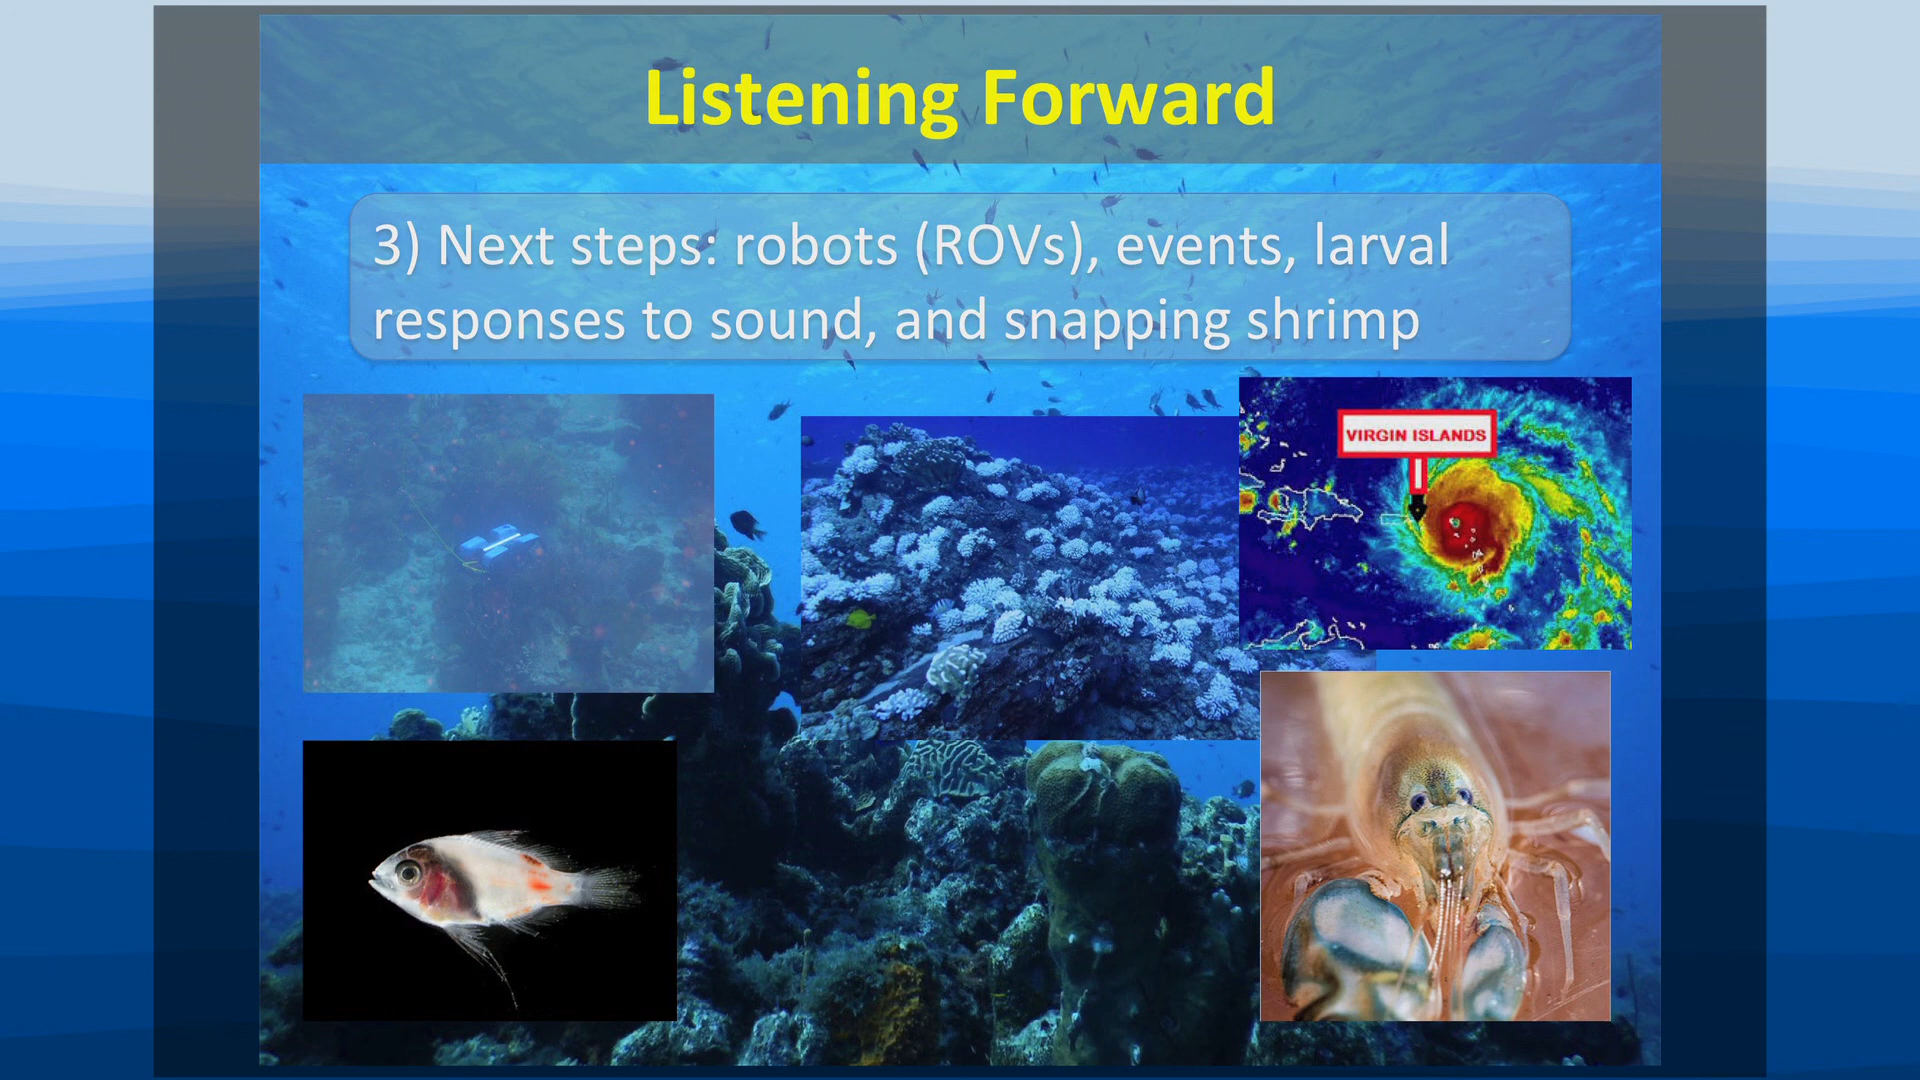 Listening Forward
3) Next steps: robots (ROVs), events, larval
responses to sound, and snapping shrimp
VIRGIN ISLANDS